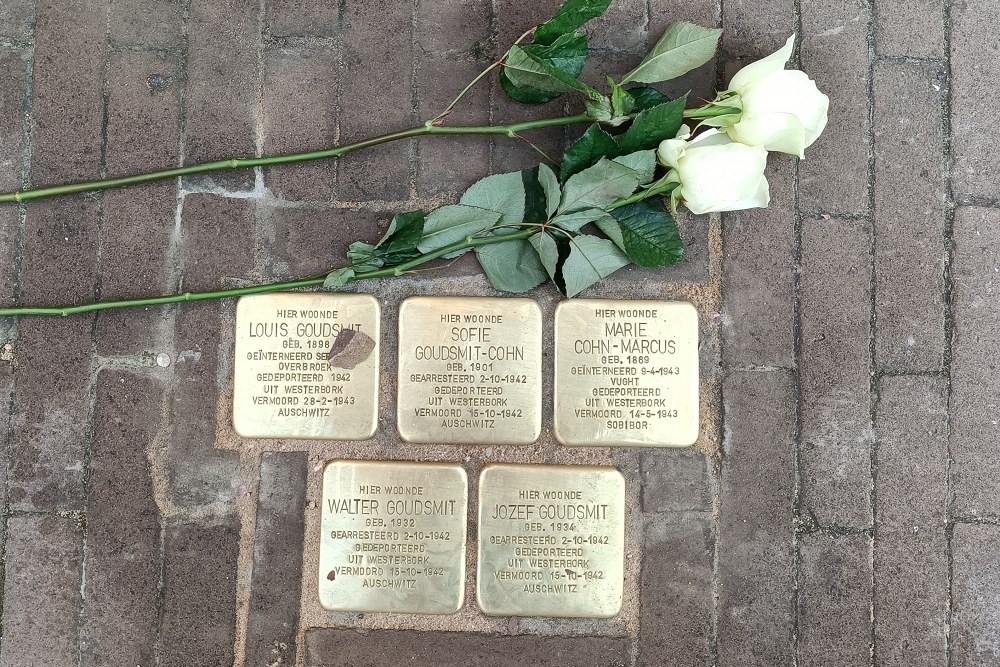 HIER WOONDE
LOUIS GOUDSMIT
GEB. 1898
GEÏNTERNEERD
OVERBROEK
GEDEPORTEERD 1942
UIT WESTERBORK
VERMOORD 28-2-1943
AUSCHWITZ
HIER WOONDE
SOFIE
GOUDSMIT-COHN
GEB. 1901
GEARRESTEERD 2-10-1942
GEDEPORTEERD
UIT WESTERBORK
VERMOORD 15-10-1942
AUSCHWITZ
HIER WOONDE
MARIE
COHN-MARCUS
GEB. 1869
GEÏNTERNEERD 9-4-1943
VUGHT
GEDEPORTEERD
UIT WESTERBORK
VERMOORD 14-5-1943
SOBIBOR
HIER WOONDE
WALTER GOUDSMIT
GEB. 1932
GEARRESTEERD 2-10-1942
GEDEPORTEERD
UIT WESTERBORK
VERMOORD 15-10-1942
AUSCHWITZ
HIER WOONDE
JOZEF GOUDSMIT
GEB. 1934
GEARRESTEERD 2-10-1942
GEDEPORTEERD
UIT WESTERBORK
VERMOORD 15-10-1942
AUSCHWITZ